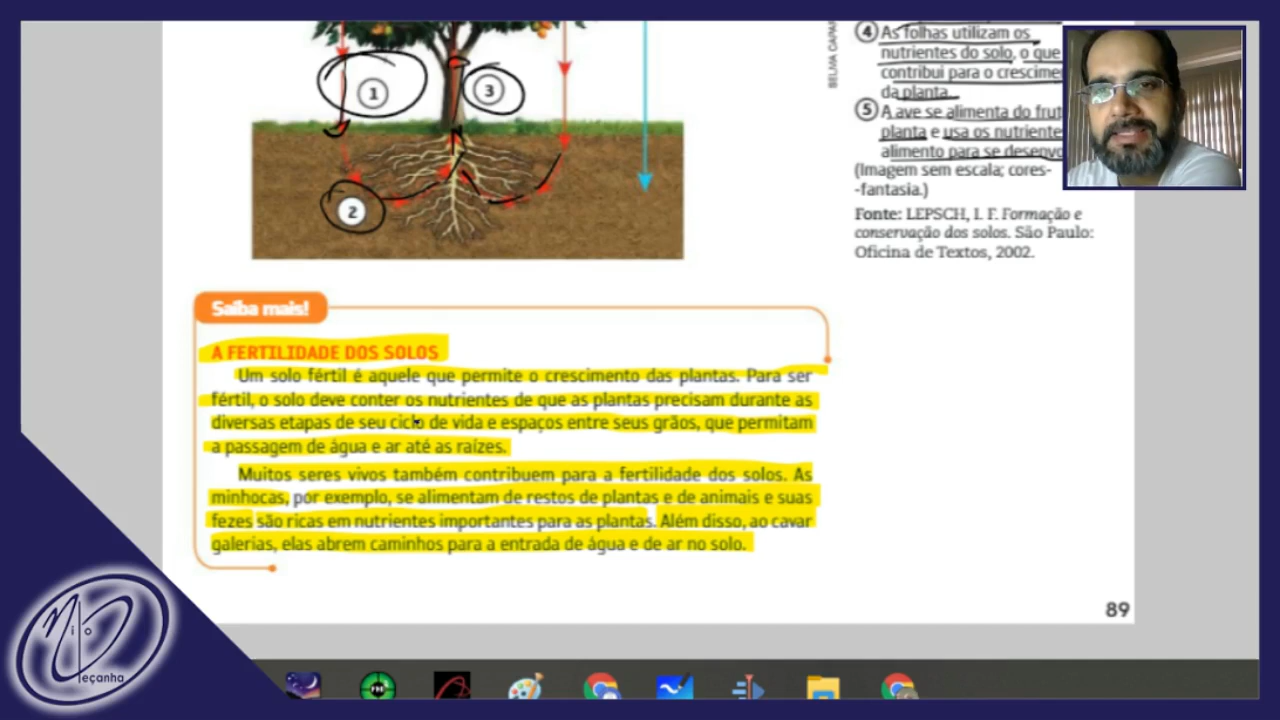 1
3
2
④ As folhas utilizam os
nutrientes do solo, o que
contribui para o
da planta.
⑤ A ave se alimenta do
planta e usa os
alimento para se
(Imagem sem escala; cores-
-fantasia.)
Fonte: LEPSCH, I. F. Formação e
conservação dos solos. São Paulo:
Oficina de Textos, 2002.
Saiba mais!
A FERTILIDADE DOS SOLOS
Um solo fértil é aquele que permite o crescimento das plantas. Para ser
fértil, o solo deve conter os nutrientes de que as plantas precisam durante as
diversas etapas de seu ciclo de vida e espaços entre seus grãos, que permitam
a passagem de água e ar até as raízes.
Muitos seres vivos também contribuem para a fertilidade dos solos. As
minhocas, por exemplo, se alimentam de restos de plantas e de animais e suas
fezes são ricas em nutrientes importantes para as plantas. Além disso, ao cavar
galerias, elas abrem caminhos para a entrada de água e de ar no solo.
89